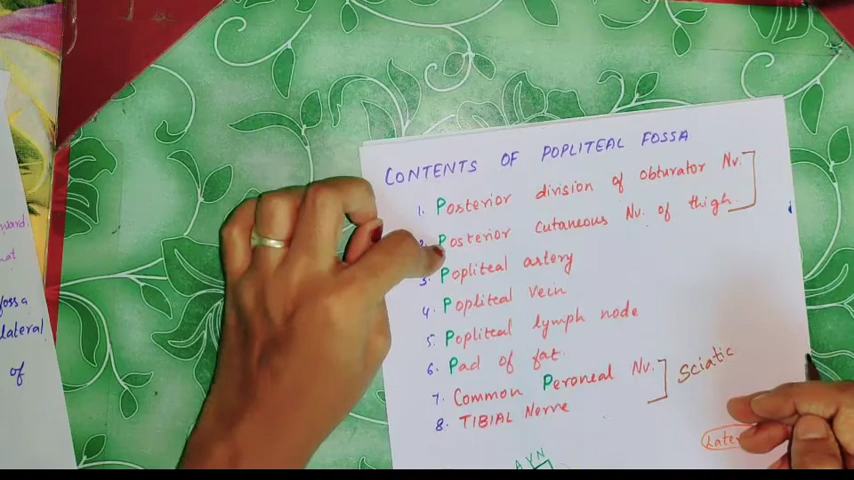 CONTENTS OF POPLITEAL FOSSA
1. Posterior division of obturator Nv.
2. Posterior cutaneous Nv. of thigh
3. Popliteal artery
4. Popliteal vein
5. Popliteal lymph node
6. Pad of fat.
7. Common Peroneal Nv.
Sciatic
8. TIBIAL Nerve
AVN
fossa
lateral
of